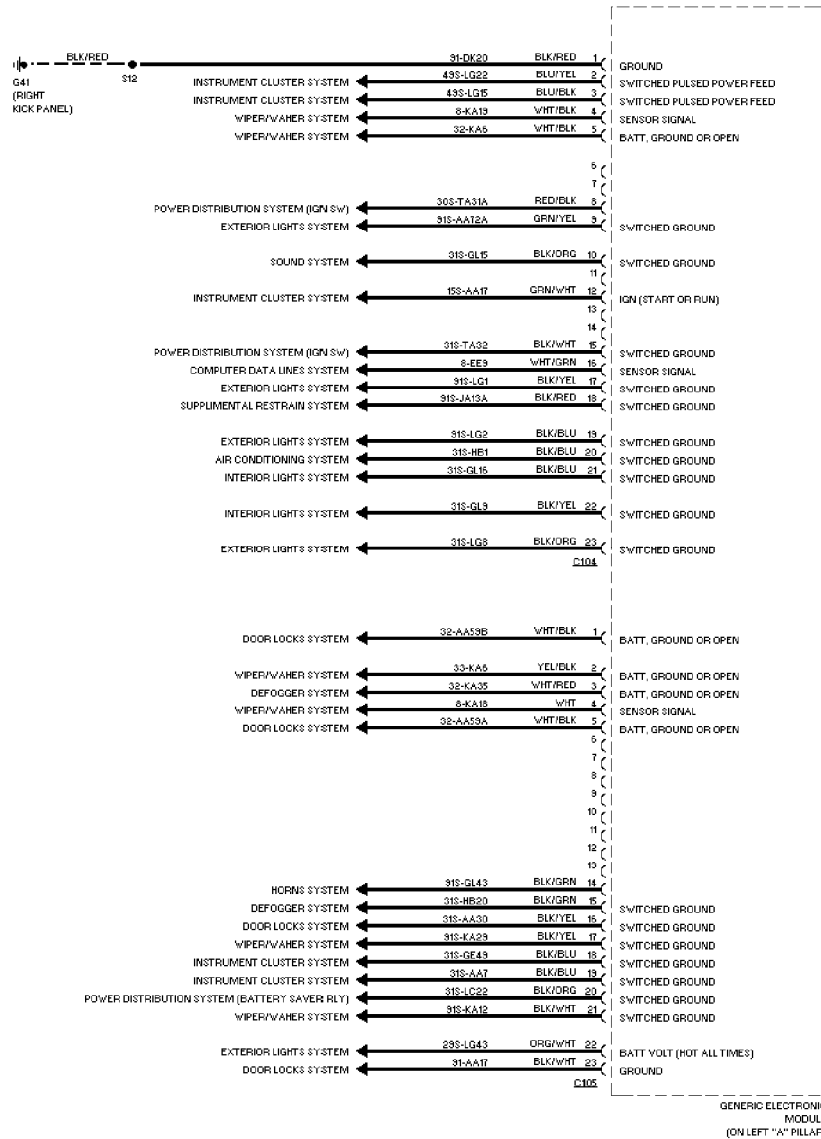 BLK/RED 91-DK20 BLK/RED 1 GROUND
G41 S12
(RIGHT
KICK PANEL)
INSTRUMENT CLUSTER SYSTEM 49S-LG22 BLU/YEL 2 SWITCHED PULSED POWER FEED
INSTRUMENT CLUSTER SYSTEM 49S-LG15 BLU/BLK 3 SWITCHED PULSED POWER FEED
WIPER/WAHER SYSTEM 8-KA19 WHT/BLK 4 SENSOR SIGNAL
WIPER/WAHER SYSTEM 32-KA6 WHT/BLK 5 BATT, GROUND OR OPEN
6
7
POWER DISTRIBUTION SYSTEM (IGN SW) 30S-TA31A RED/BLK 8
EXTERIOR LIGHTS SYSTEM 91S-AA72A GRN/YEL 9 SWITCHED GROUND
SOUND SYSTEM 31S-GL15 BLK/ORG 10 SWITCHED GROUND
11
INSTRUMENT CLUSTER SYSTEM 15S-AA17 GRN/WHT 12 IGN (START OR RUN)
13
14
POWER DISTRIBUTION SYSTEM (IGN SW) 31S-TA32 BLK/WHT 15 SWITCHED GROUND
COMPUTER DATA LINES SYSTEM 8-EE9 WHT/GRN 16 SENSOR SIGNAL
EXTERIOR LIGHTS SYSTEM 91S-LG1 BLK/YEL 17 SWITCHED GROUND
SUPPLIMENTAL RESTRAIN SYSTEM 91S-JA13A BLK/RED 18 SWITCHED GROUND
EXTERIOR LIGHTS SYSTEM 91S-LG2 BLK/BLU 19 SWITCHED GROUND
AIR CONDITIONING SYSTEM 31S-HB1 BLK/BLU 20 SWITCHED GROUND
INTERIOR LIGHTS SYSTEM 31S-GL16 BLK/BLU 21 SWITCHED GROUND
INTERIOR LIGHTS SYSTEM 31S-GL9 BLK/YEL 22 SWITCHED GROUND
EXTERIOR LIGHTS SYSTEM 31S-LG8 BLK/ORG 23 SWITCHED GROUND
C104
DOOR LOCKS SYSTEM 32-AA59B WHT/BLK 1 BATT, GROUND OR OPEN
WIPER/WAHER SYSTEM 33-KA6 YEL/BLK 2 BATT, GROUND OR OPEN
DEFOGGER SYSTEM 32-KA35 WHT/RED 3 BATT, GROUND OR OPEN
WIPER/WAHER SYSTEM 8-KA18 WHT 4 SENSOR SIGNAL
DOOR LOCKS SYSTEM 32-AA59A WHT/BLK 5 BATT, GROUND OR OPEN
6
7
8
9
10
11
12
13
HORNS SYSTEM 91S-GL43 BLK/GRN 14
DEFOGGER SYSTEM 31S-HB20 BLK/GRN 15 SWITCHED GROUND
DOOR LOCKS SYSTEM 31S-AA30 BLK/YEL 16 SWITCHED GROUND
WIPER/WAHER SYSTEM 91S-KA29 BLK/YEL 17 SWITCHED GROUND
INSTRUMENT CLUSTER SYSTEM 31S-GE49 BLK/BLU 18 SWITCHED GROUND
INSTRUMENT CLUSTER SYSTEM 31S-AA7 BLK/BLU 19 SWITCHED GROUND
POWER DISTRIBUTION SYSTEM (BATTERY SAVER RLY) 31S-LC22 BLK/ORG 20 SWITCHED GROUND
WIPER/WAHER SYSTEM 91S-KA12 BLK/WHT 21 SWITCHED GROUND
EXTERIOR LIGHTS SYSTEM 29S-LG43 ORG/WHT 22 BATT VOLT (HOT ALL TIMES)
DOOR LOCKS SYSTEM 91-AA17 BLK/WHT 23 GROUND
C105
GENERIC ELECTRONI
MODUL
(ON LEFT "A" PILLAR